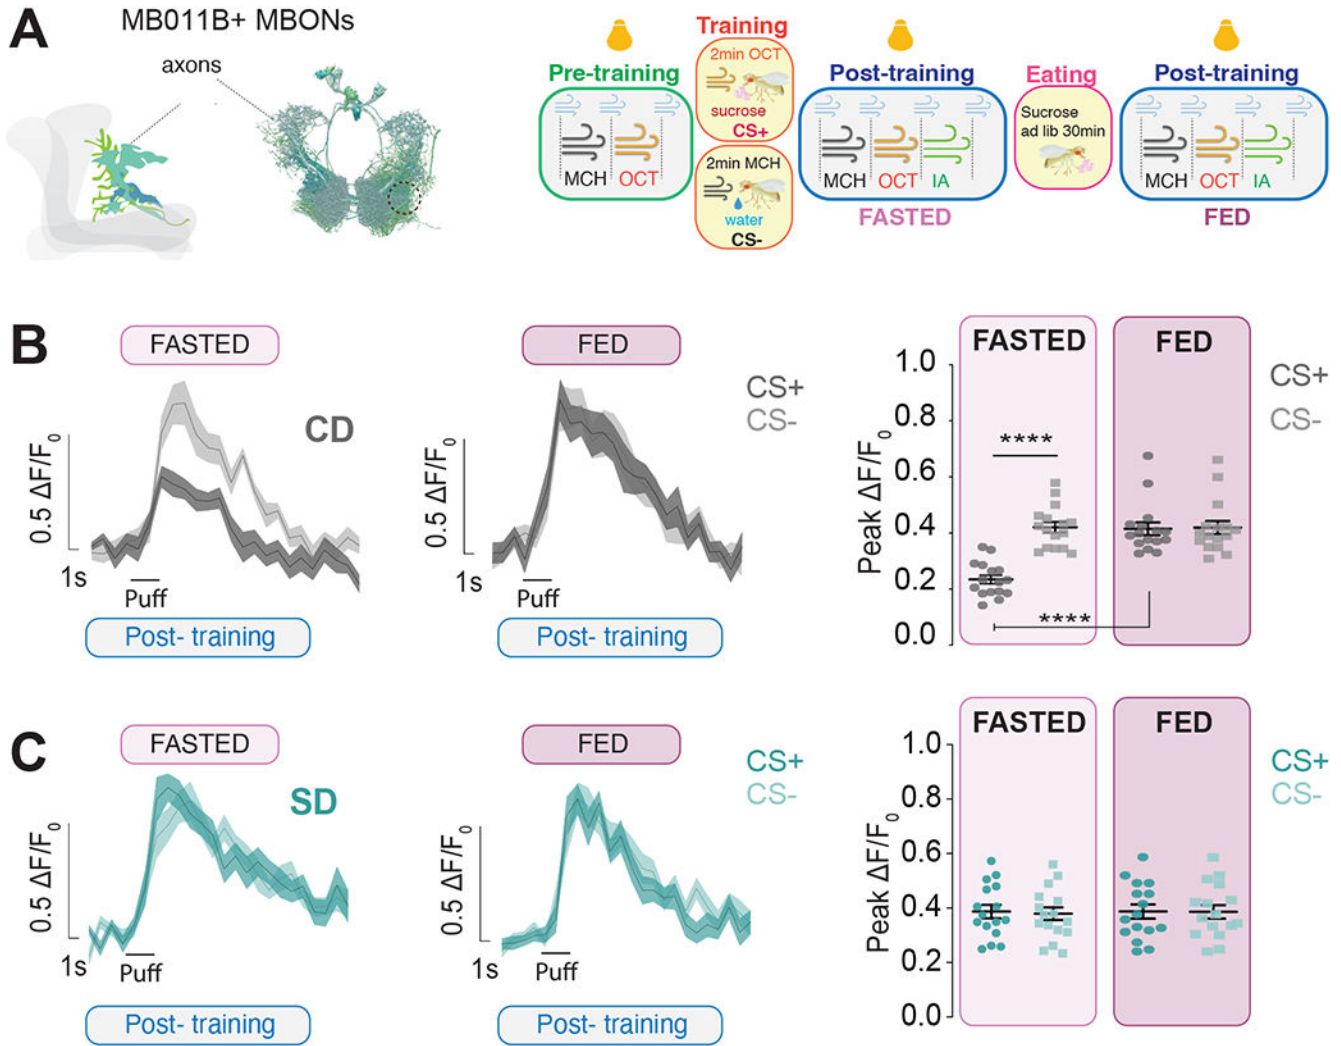 A
MB011B+ MBONs
axons
Pre-training
MCH
OCT
Training
2min OCT
sucrose
CS+
2min MCH
water
CS-
Post-training
MCH
OCT
IA
FASTED
Eating
Sucrose
ad lib 30min
Post-training
MCH
OCT
IA
FED
B
FASTED
CD
0.5 ΔF/F0
1s
Puff
Post- training
FED
CS+
CS-
0.5 ΔF/F0
1s
Puff
Post- training
FASTED
FED
CS+
CS-
Peak ΔF/F0
1.0
0.8
0.6
0.4
0.2
0.0
****
****
C
FASTED
SD
0.5 ΔF/F0
1s
Puff
Post- training
FED
CS+
CS-
0.5 ΔF/F0
1s
Puff
Post- training
FASTED
FED
CS+
CS-
Peak ΔF/F0
1.0
0.8
0.6
0.4
0.2
0.0